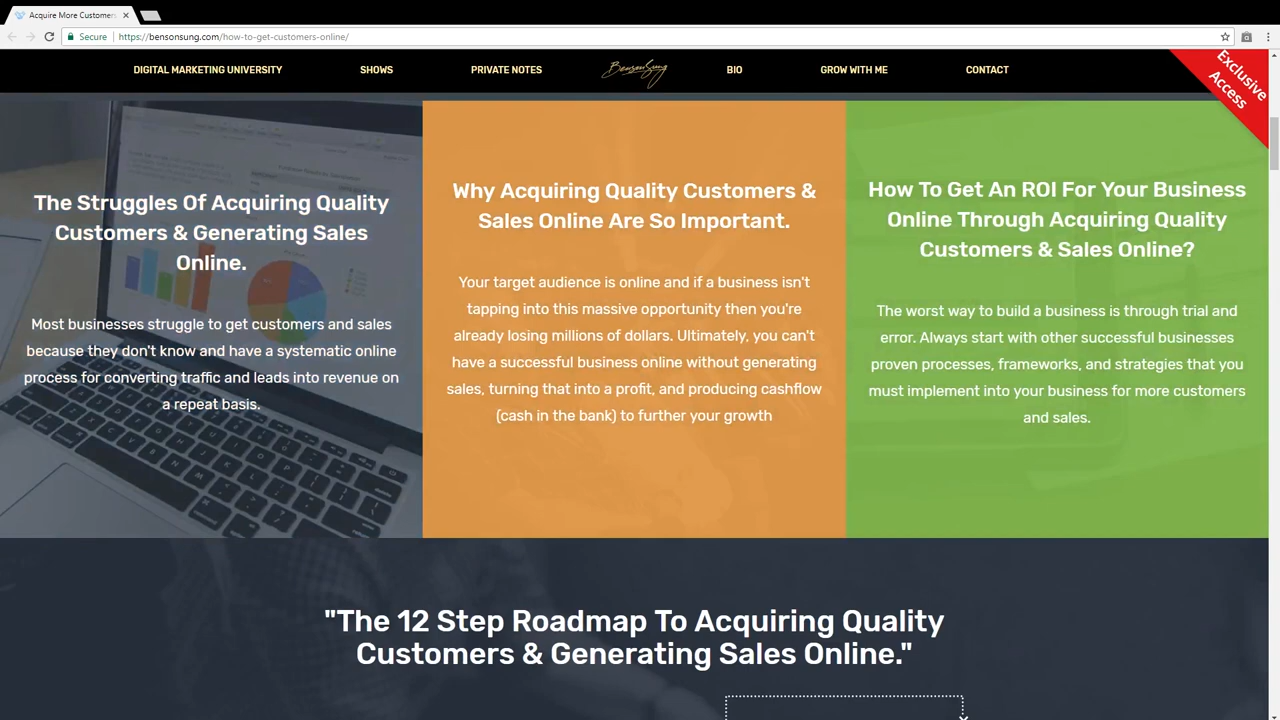 Acquire More Customers
Secure
https://bensonsung.com/how-to-get-customers-online/
DIGITAL MARKETING UNIVERSITY
SHOWS
PRIVATE NOTES
BensonSung
BIO
GROW WITH ME
CONTACT
Exclusive
Access
The Struggles Of Acquiring Quality
Customers & Generating Sales
Online.
Most businesses struggle to get customers and sales
because they don't know and have a systematic online
process for converting traffic and leads into revenue on
a repeat basis.
Why Acquiring Quality Customers &
Sales Online Are So Important.
Your target audience is online and if a business isn't
tapping into this massive opportunity then you're
already losing millions of dollars. Ultimately, you can't
have a successful business online without generating
sales, turning that into a profit, and producing cashflow
(cash in the bank) to further your growth
How To Get An ROI For Your Business
Online Through Acquiring Quality
Customers & Sales Online?
The worst way to build a business is through trial and
error. Always start with other successful businesses
proven processes, frameworks, and strategies that you
must implement into your business for more customers
and sales.
"The 12 Step Roadmap To Acquiring Quality
Customers & Generating Sales Online."